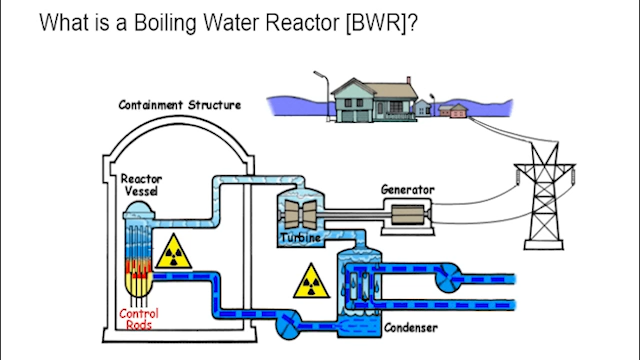 What is a Boiling Water Reactor [BWR]?
Containment Structure
Reactor
Vessel
Generator
Turbine
Control
Rods
Condenser